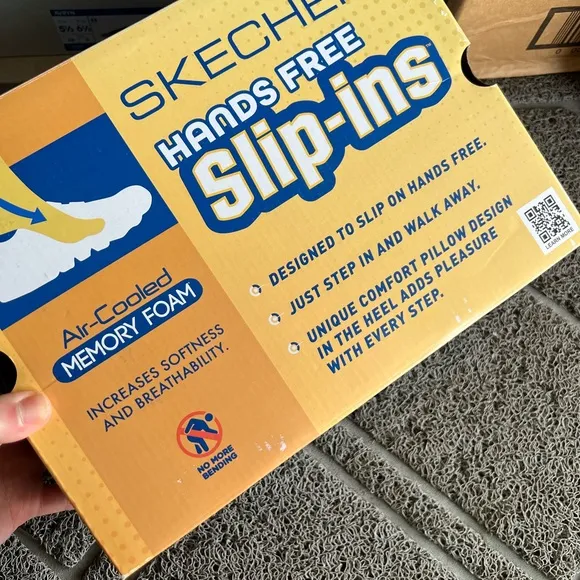 SKECHE
HANDS FREE
Slip-ins™
DESIGNED TO SLIP ON HANDS FREE.
JUST STEP IN AND WALK AWAY.
UNIQUE COMFORT PILLOW DESIGN
IN THE HEEL ADDS PLEASURE
WITH EVERY STEP.
LEARN MORE
Air-Cooled
MEMORY FOAM
INCREASES SOFTNESS
AND BREATHABILITY.
NO MORE
BENDING